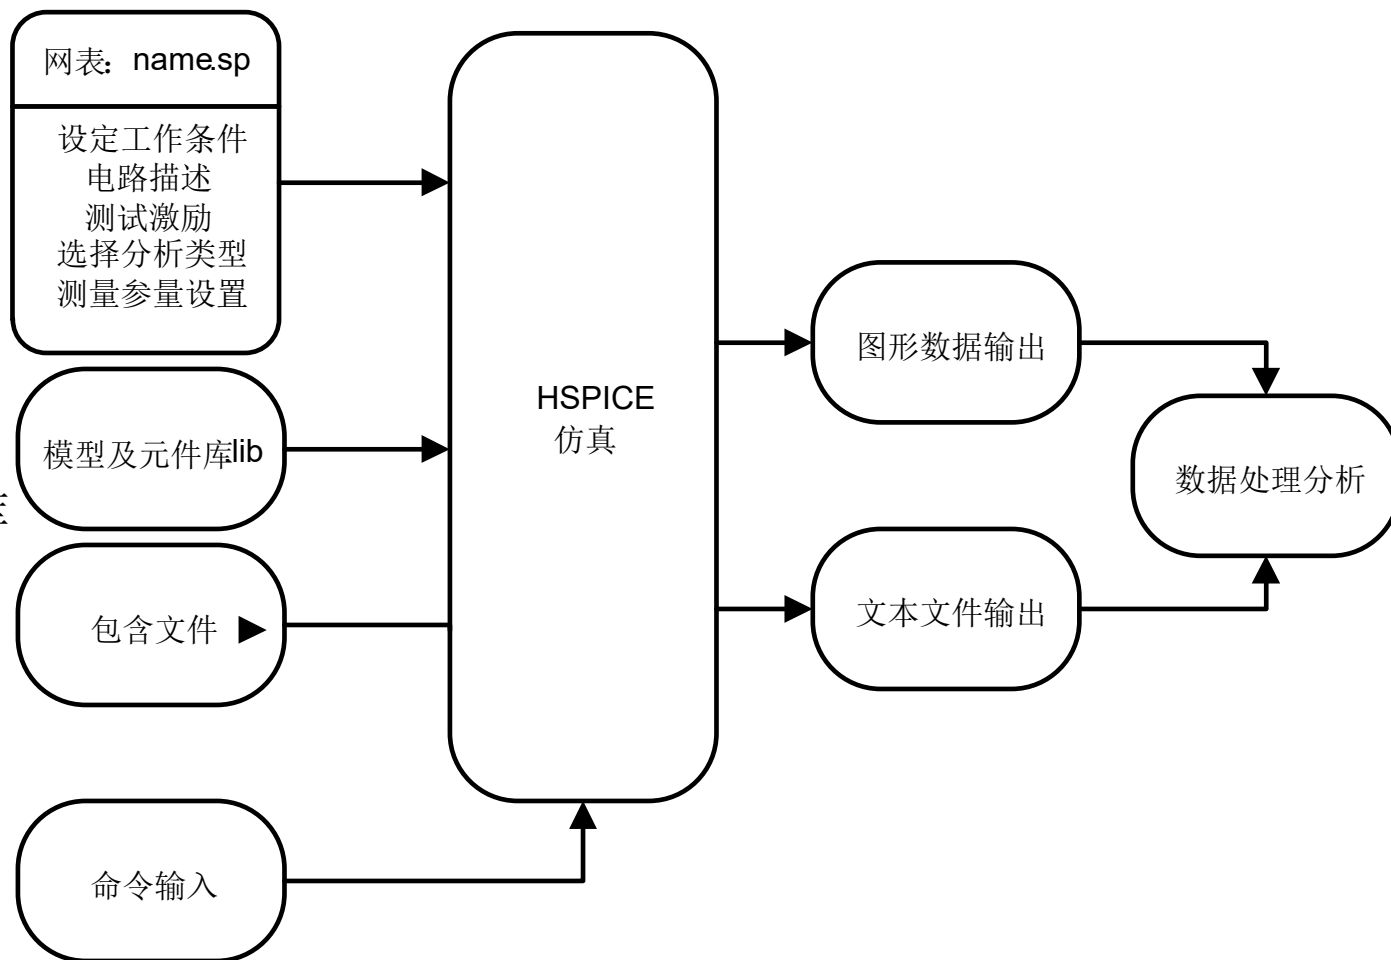 网表：name.sp
设定工作条件
电路描述
测试激励
选择分析类型
测量参量设置
模型及元件库.lib
包含文件
命令输入
HSPICE
仿真
图形数据输出
文本文件输出
数据处理分析